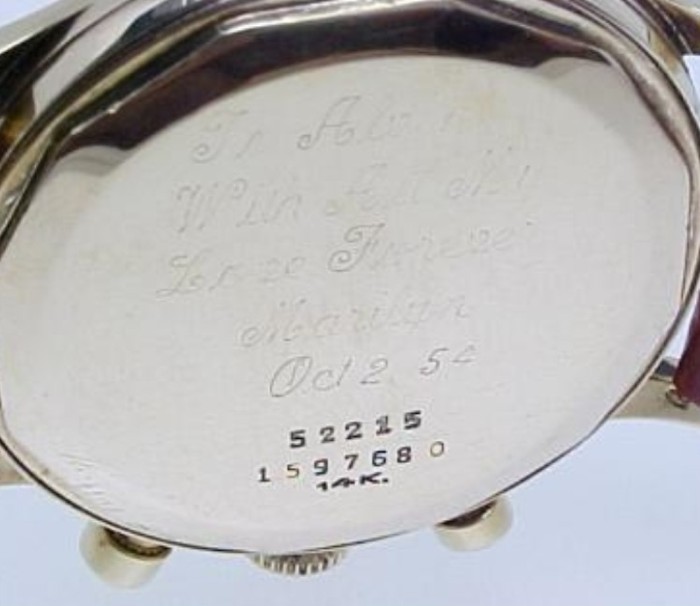 To Alvin
With All My
Love Forever
Marilyn
Oct 2 54
52215
1597680
14K.